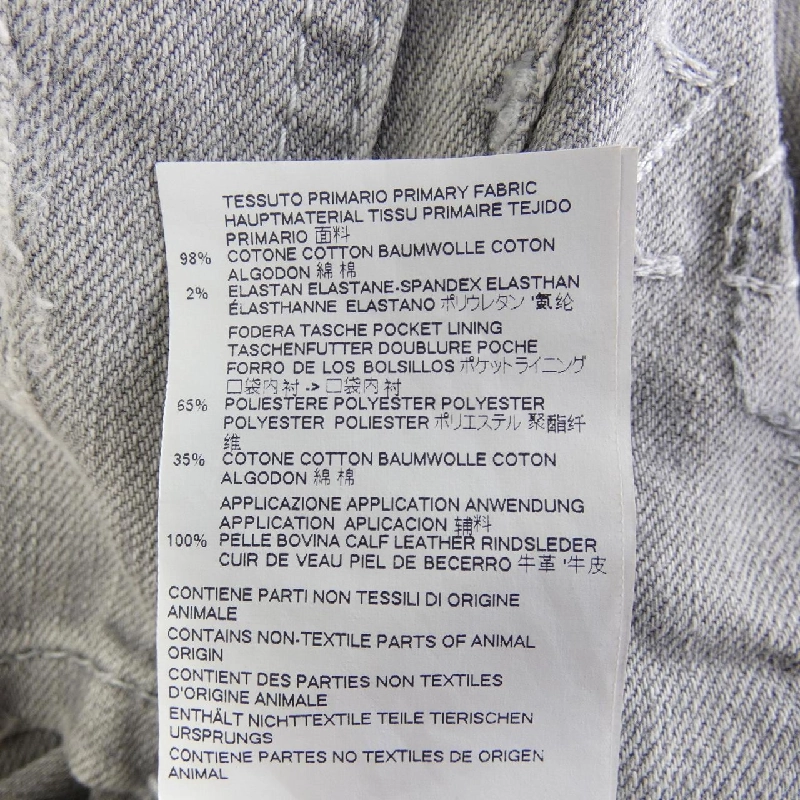 TESSUTO PRIMARIO PRIMARY FABRIC
HAUPTMATERIAL TISSU PRIMAIRE TEJIDO
PRIMARIO 面料
98% COTONE COTTON BAUMWOLLE COTON
ALGODON 綿 棉
2% ELASTAN ELASTANE-SPANDEX ELASTHAN
ÉLASTHANNE ELASTANO ポリウレタン '氨纶
FODERA TASCHE POCKET LINING
TASCHENFUTTER DOUBLURE POCHE
FORRO DE LOS BOLSILLOS ポケットライニング
口袋内衬 -> 口袋内衬
65% POLIESTERE POLYESTER POLYESTER
POLYESTER POLIESTER ポリエステル 聚酯纤
维
35% COTONE COTTON BAUMWOLLE COTON
ALGODON 綿 棉
APPLICAZIONE APPLICATION ANWENDUNG
APPLICATION APLICACION 辅料
100% PELLE BOVINA CALF LEATHER RINDSLEDER
CUIR DE VEAU PIEL DE BECERRO 牛革 '牛皮
CONTIENE PARTI NON TESSILI DI ORIGINE
ANIMALE
CONTAINS NON-TEXTILE PARTS OF ANIMAL
ORIGIN
CONTIENT DES PARTIES NON TEXTILES
D'ORIGINE ANIMALE
ENTHÄLT NICHTTEXTILE TEILE TIERISCHEN
URSPRUNGS
CONTIENE PARTES NO TEXTILES DE ORIGEN
ANIMAL